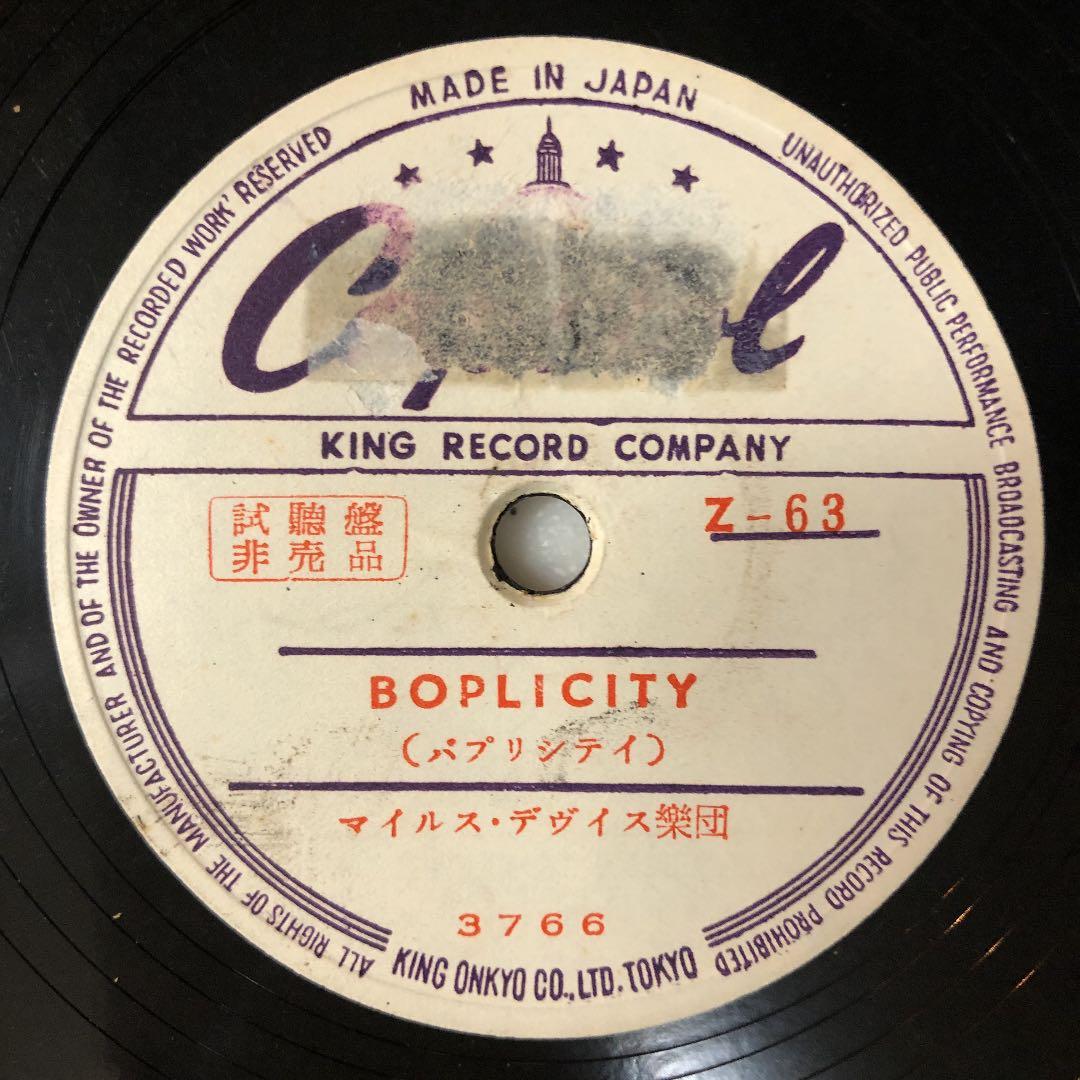 MADE IN JAPAN
KING RECORD COMPANY
試聽盤
非売品
Z-63
BOPLICITY
(バプリシテイ)
マイルス・デヴイス樂団
3766
KING ONKYO CO., LTD. TOKYO
ALL RIGHTS OF THE MANUFACTURER AND OF THE OWNER OF THE RECORDED WORK' RESERVED
UNAUTHORIZED PUBLIC PERFORMANCE BROADCASTING AND COPYING OF THIS RECORD PROHIBITED